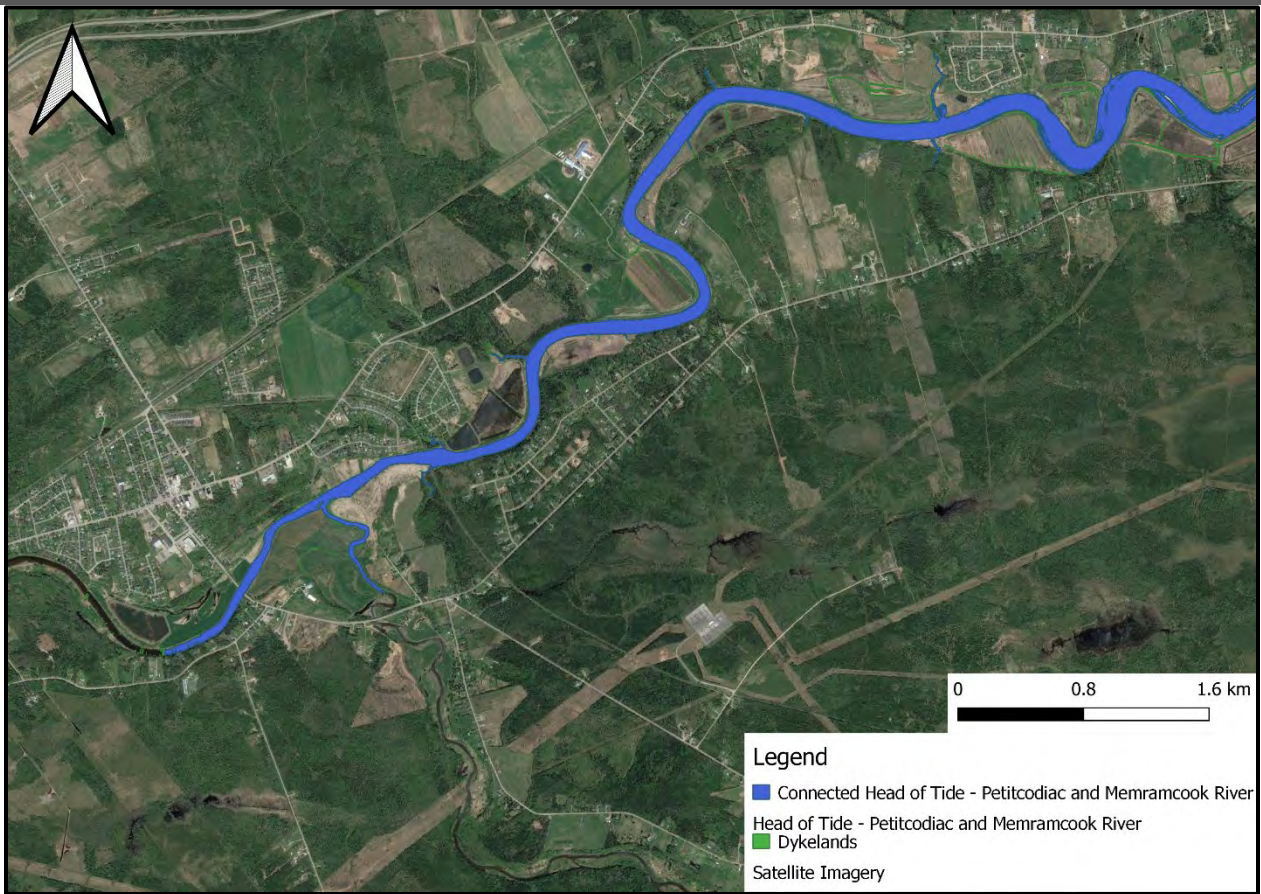 0 0.8 1.6 km
Legend
Connected Head of Tide - Petitcodiac and Memramcook River
Head of Tide - Petitcodiac and Memramcook River
Dykelands
Satellite Imagery